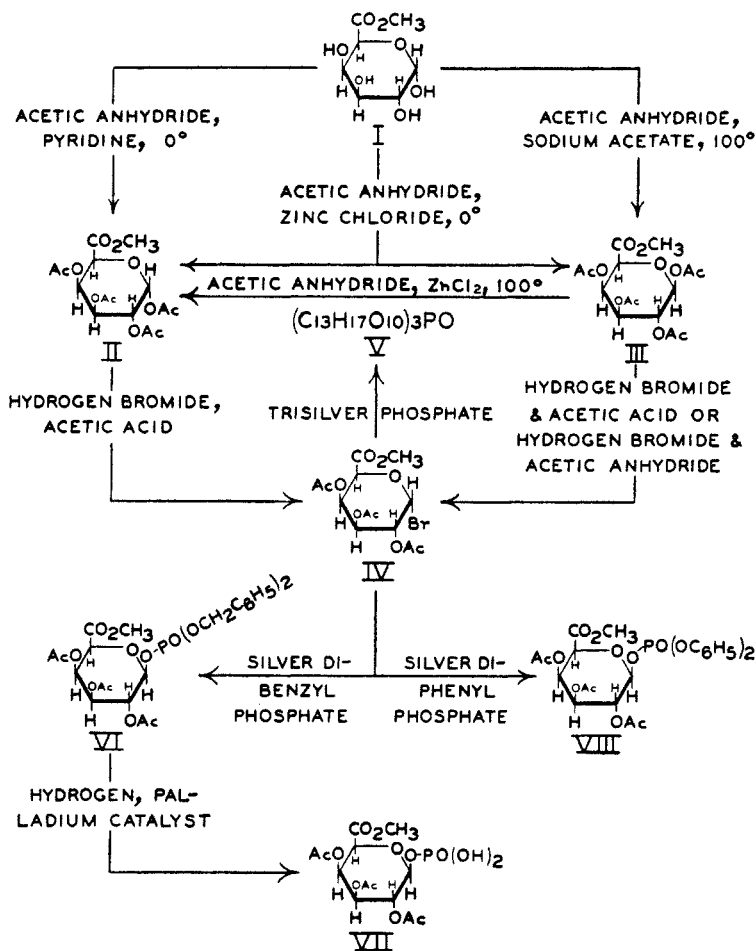 CO2CH3
HO
O
H
H
OH
H
H
H
OH
OH
I
ACETIC ANHYDRIDE,
PYRIDINE, 0°
ACETIC ANHYDRIDE,
ZINC CHLORIDE, 0°
ACETIC ANHYDRIDE,
SODIUM ACETATE, 100°
CO2CH3
AcO
O
H
H
OAc
H
H
H
OAc
OAc
II
ACETIC ANHYDRIDE, ZnCl2, 100°
(C13H17O10)3PO
V
CO2CH3
AcO
O
OAc
H
OAc
H
H
H
H
OAc
III
HYDROGEN BROMIDE,
ACETIC ACID
TRISILVER PHOSPHATE
HYDROGEN BROMIDE
& ACETIC ACID OR
HYDROGEN BROMIDE &
ACETIC ANHYDRIDE
CO2CH3
AcO
O
H
H
OAc
H
H
H
Br
OAc
IV
CO2CH3
O-PO(OCH2C6H5)2
AcO
O
H
OAc
H
H
H
H
OAc
VI
SILVER DI-
BENZYL
PHOSPHATE
SILVER DI-
PHENYL
PHOSPHATE
CO2CH3
AcO
O
O-PO(OC6H5)2
H
OAc
H
H
H
H
OAc
VIII
HYDROGEN, PAL-
LADIUM CATALYST
CO2CH3
AcO
O
O-PO(OH)2
H
OAc
H
H
H
H
OAc
VII